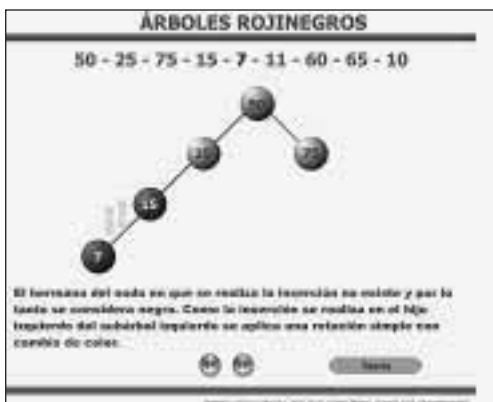 ÁRBOLES ROJINEGROS
50 - 25 - 75 - 15 - 7 - 11 - 60 - 65 - 10
50
25
75
15
7
El hermano del nodo en que se realiza la inserción no existe y por lo
tanto se considera negro. Como la inserción se realiza en el hijo
izquierdo del subárbol izquierdo se aplica una rotación simple con
cambio de color.